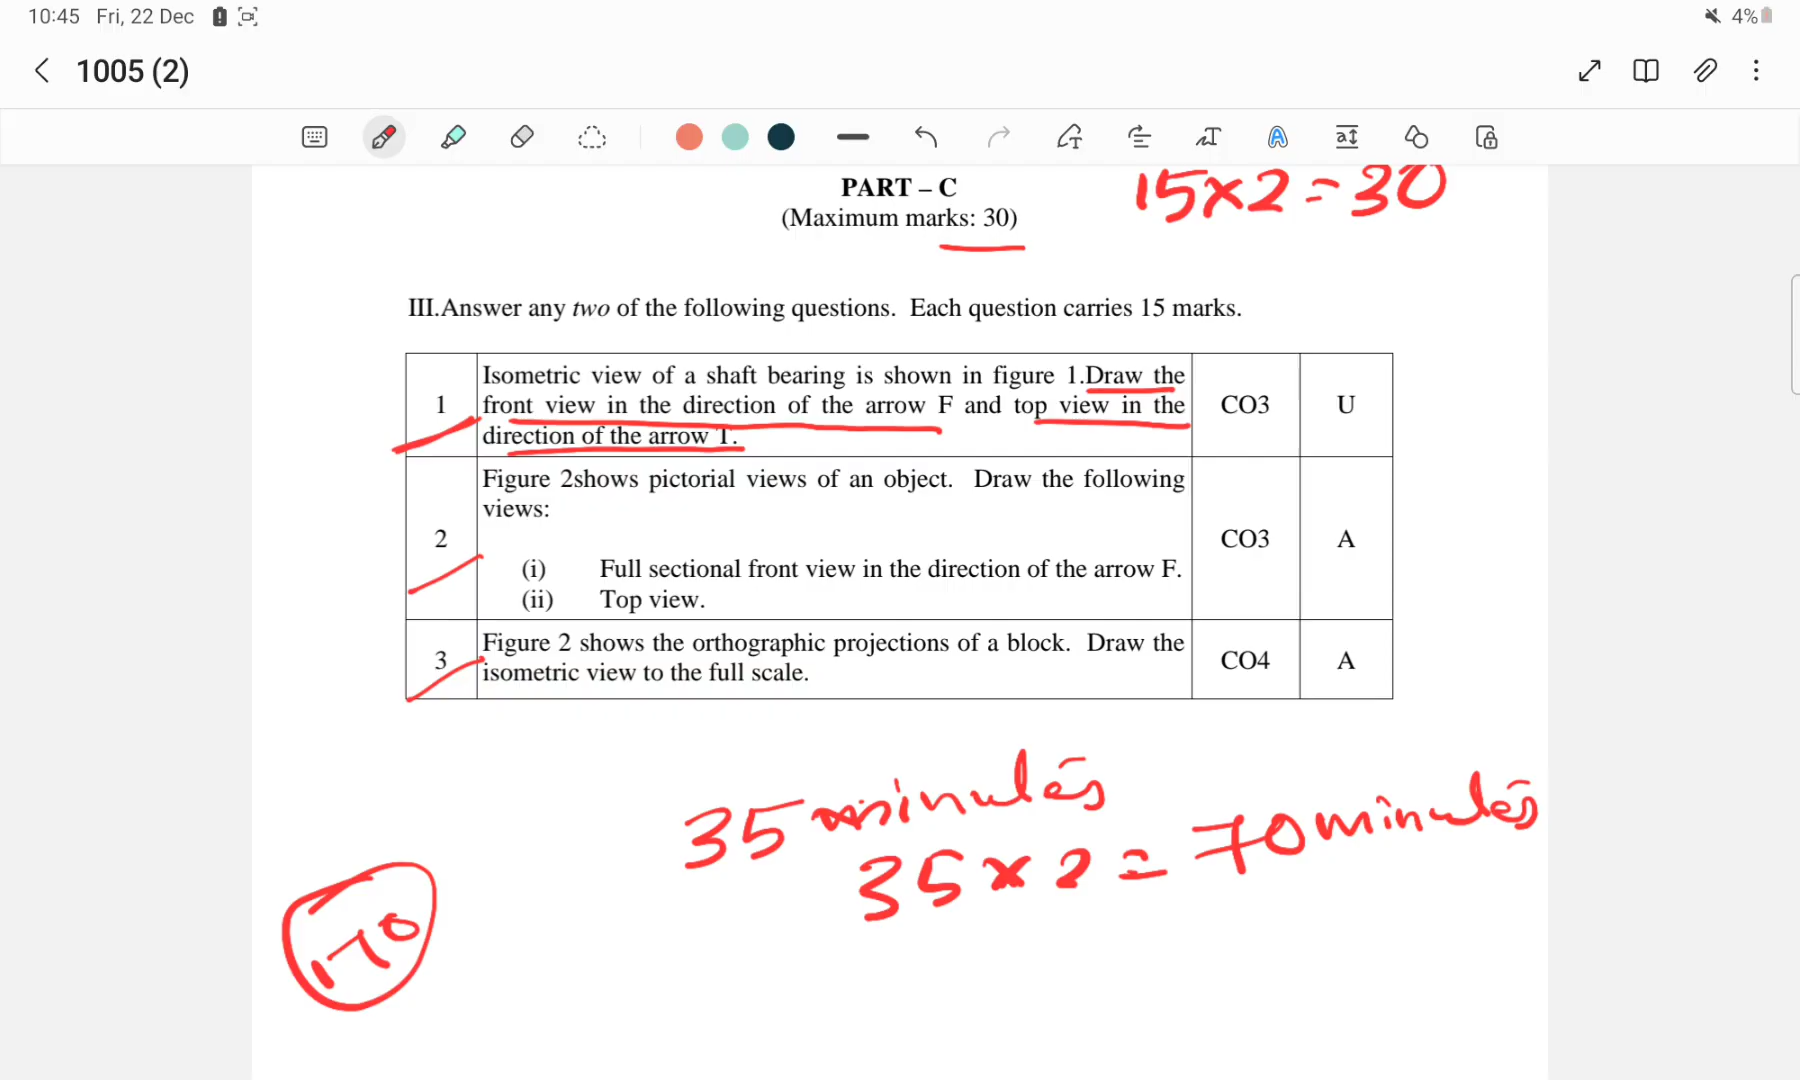 10:45 Fri, 22 Dec
4%
1005 (2)
PART – C
15×2=30
(Maximum marks: 30)
III.Answer any two of the following questions. Each question carries 15 marks.
1
Isometric view of a shaft bearing is shown in figure 1.Draw the
front view in the direction of the arrow F and top view in the
direction of the arrow T.
CO3
U
2
Figure 2shows pictorial views of an object. Draw the following
views:
(i) Full sectional front view in the direction of the arrow F.
(ii) Top view.
CO3
A
3
Figure 2 shows the orthographic projections of a block. Draw the
isometric view to the full scale.
CO4
A
35 minutes
35 × 2 = 70 minutes
170